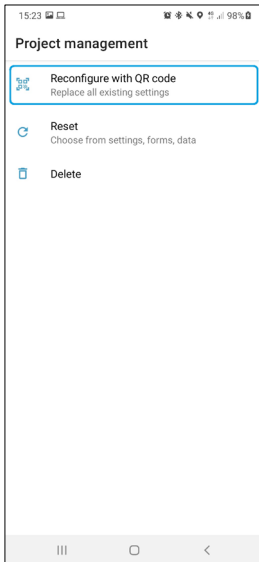 15:23 98%
Project management
Reconfigure with QR code
Replace all existing settings
Reset
Choose from settings, forms, data
Delete